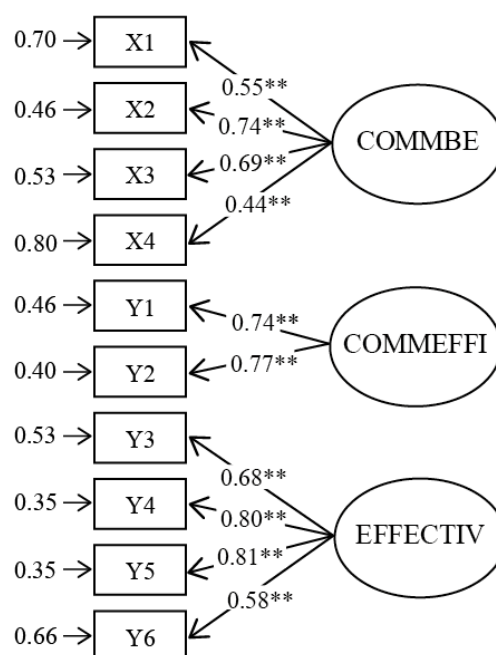 0.70 X1
0.55**
0.46 X2
0.74**
COMMBE
0.53 X3
0.69**
0.44**
0.80 X4
0.46 Y1
0.74**
COMMEFFI
0.40 Y2
0.77**
0.53 Y3
0.68**
0.35 Y4
0.80**
EFFECTIV
0.35 Y5
0.81**
0.58**
0.66 Y6